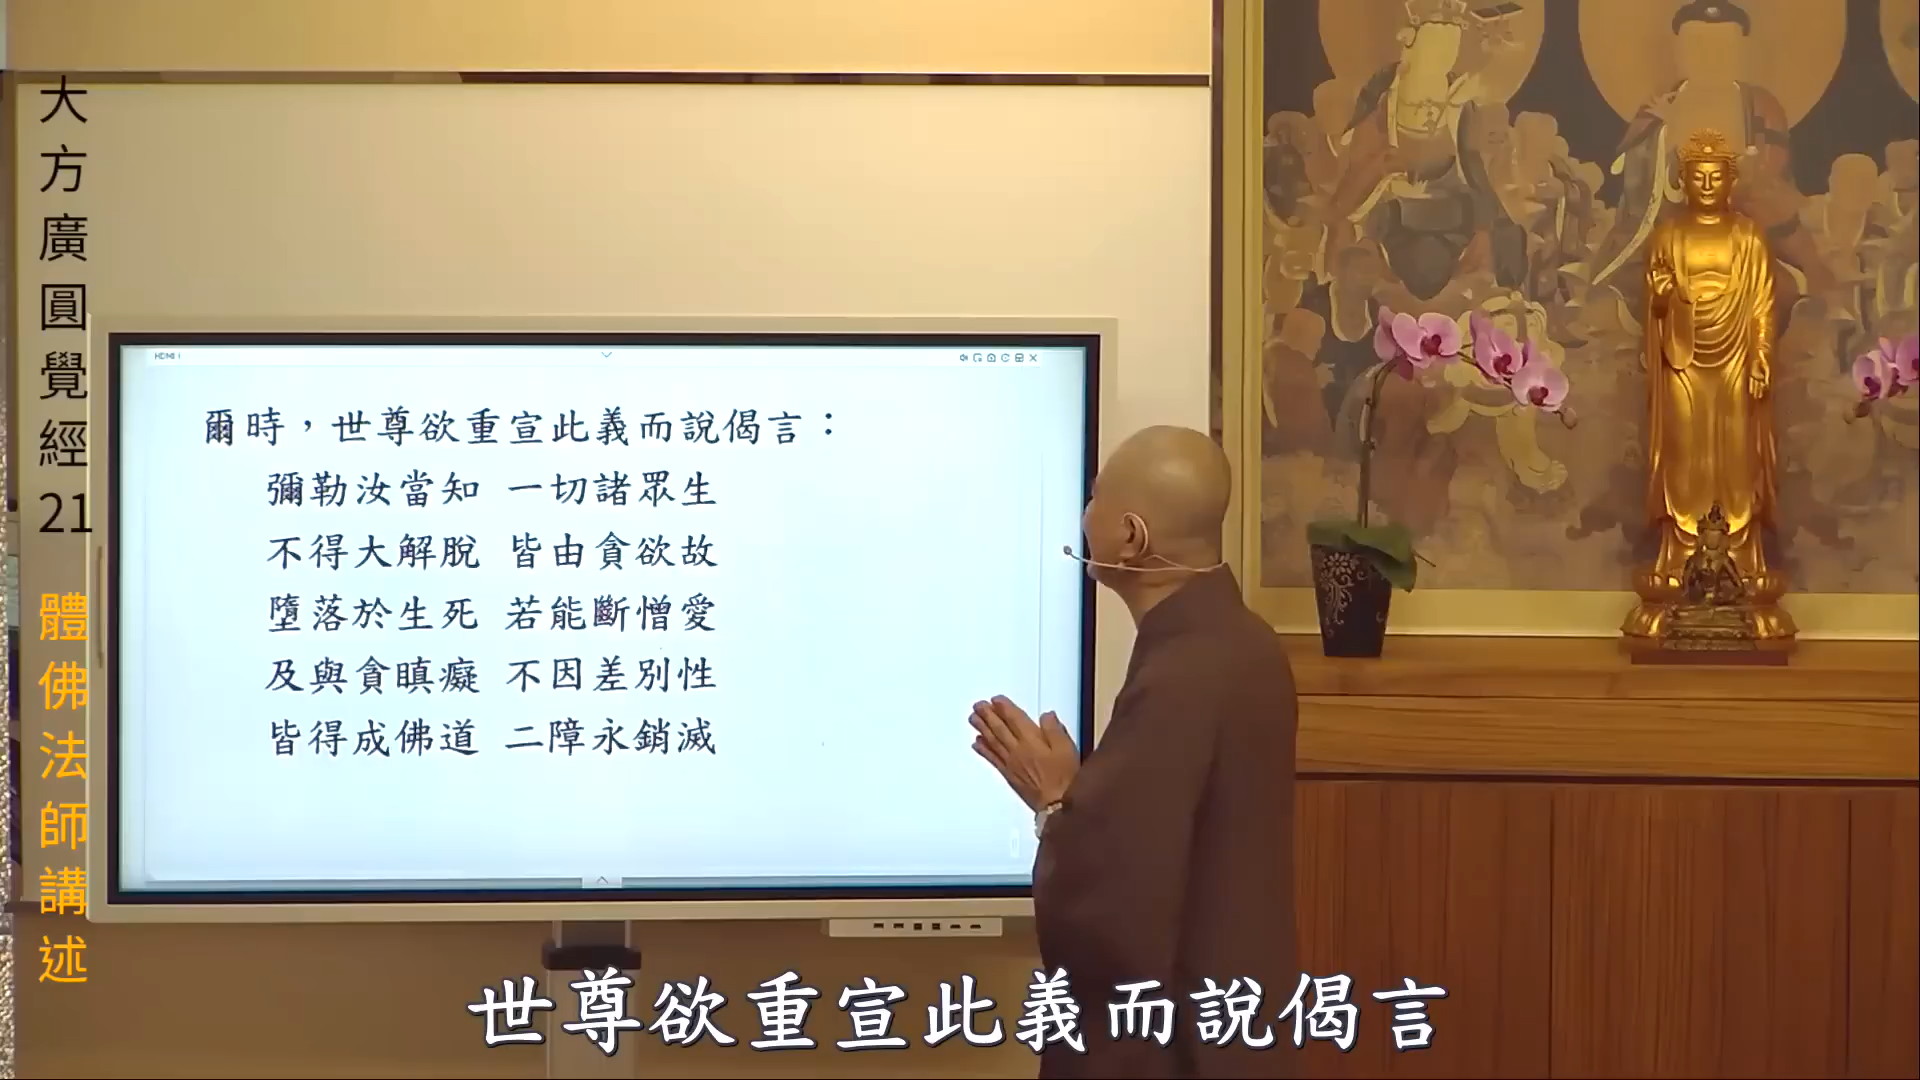 大方廣圓覺經21 體佛法師講述
HDMI 1
爾時，世尊欲重宣此義而說偈言：
彌勒汝當知 一切諸眾生
不得大解脫 皆由貪欲故
墮落於生死 若能斷憎愛
及與貪瞋癡 不因差別性
皆得成佛道 二障永銷滅
世尊欲重宣此義而說偈言